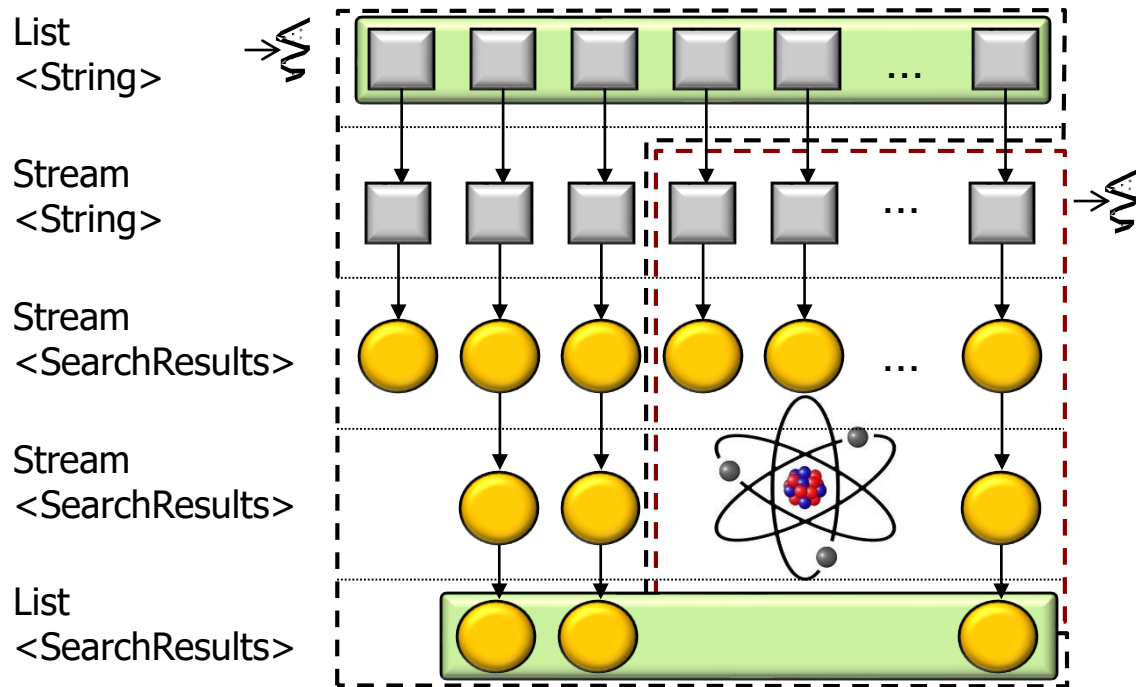 List
<String>
...
Stream
<String>
...
Stream
<SearchResults>
...
Stream
<SearchResults>
List
<SearchResults>